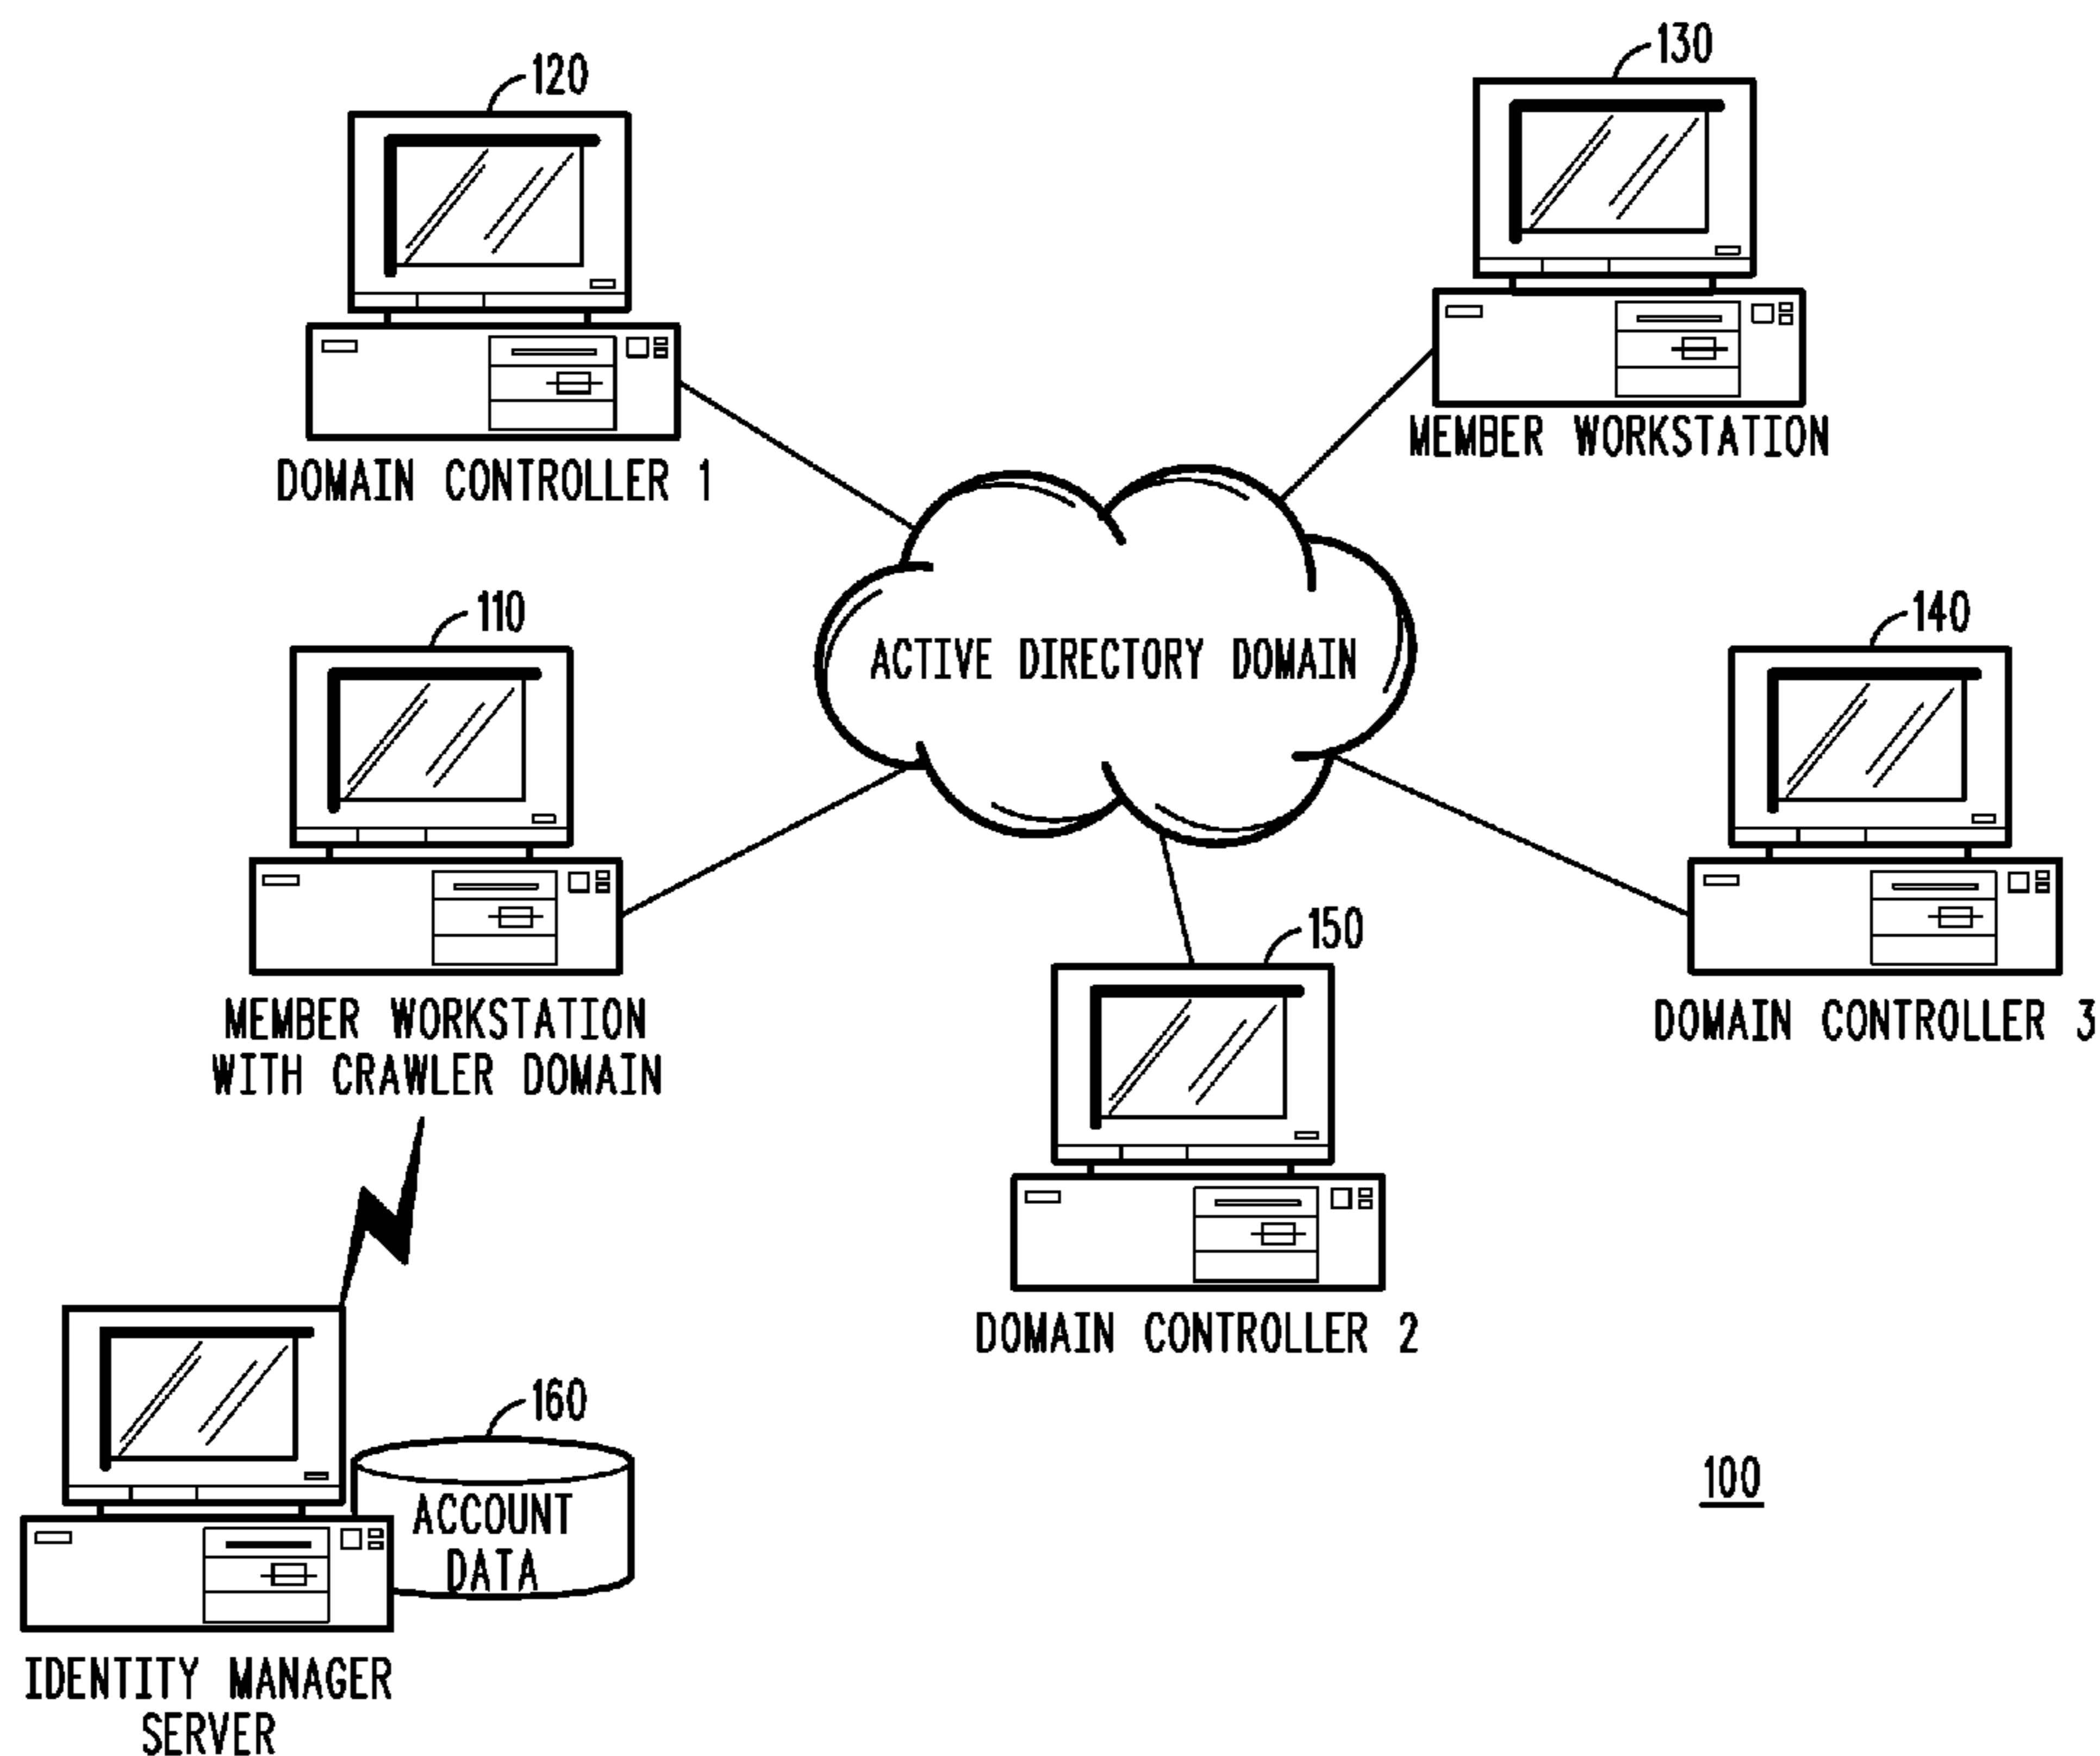 120
130
DOMAIN CONTROLLER 1
MEMBER WORKSTATION
110
ACTIVE DIRECTORY DOMAIN
140
150
MEMBER WORKSTATION
WITH CRAWLER DOMAIN
DOMAIN CONTROLLER 3
DOMAIN CONTROLLER 2
160
ACCOUNT
DATA
100
IDENTITY MANAGER
SERVER